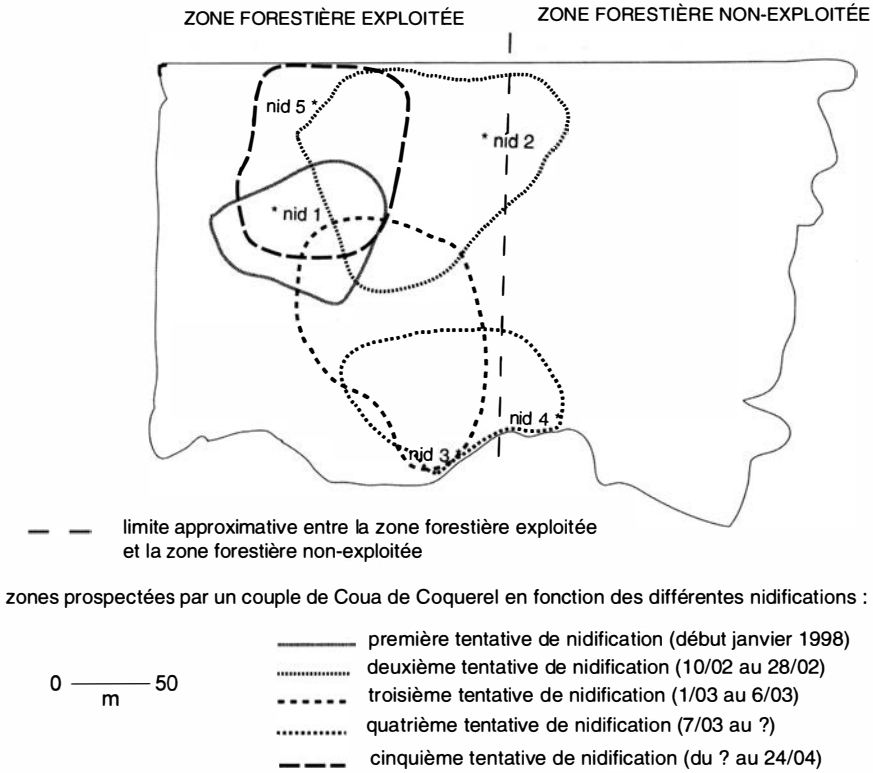 ZONE FORESTIÈRE EXPLOITÉE
ZONE FORESTIÈRE NON-EXPLOITÉE
nid 5 *
* nid 2
* nid 1
nid 4 *
nid 3 *
limite approximative entre la zone forestière exploitée
et la zone forestière non-exploitée
zones prospectées par un couple de Coua de Coquerel en fonction des différentes nidifications :
première tentative de nidification (début janvier 1998)
deuxième tentative de nidification (10/02 au 28/02)
0 50
m
troisième tentative de nidification (1/03 au 6/03)
quatrième tentative de nidification (7/03 au ?)
cinquième tentative de nidification (du ? au 24/04)